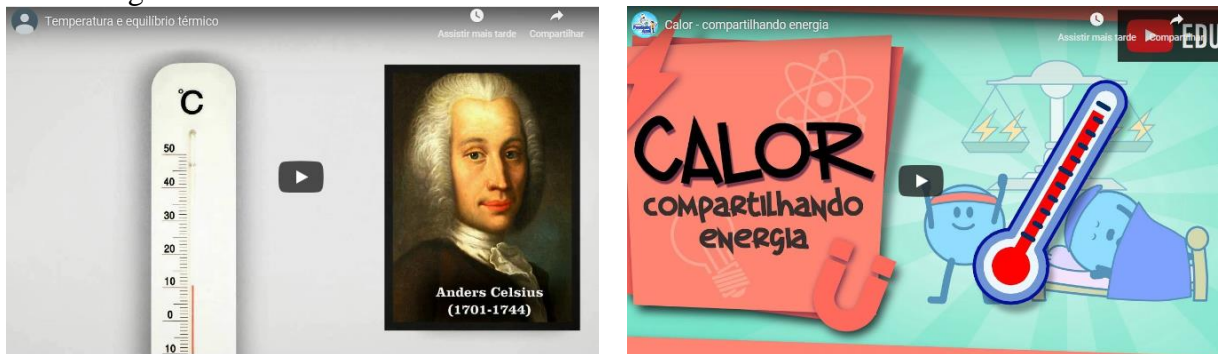 Temperatura e equilíbrio térmico
Assistir mais tarde
Compartilhar
°C
50
40
30
20
10
0
10
Anders Celsius
(1701-1744)
Calor - compartilhando energia
Assistir mais tarde
Compartilhar
EDU
CALOR
compartilhando
energia